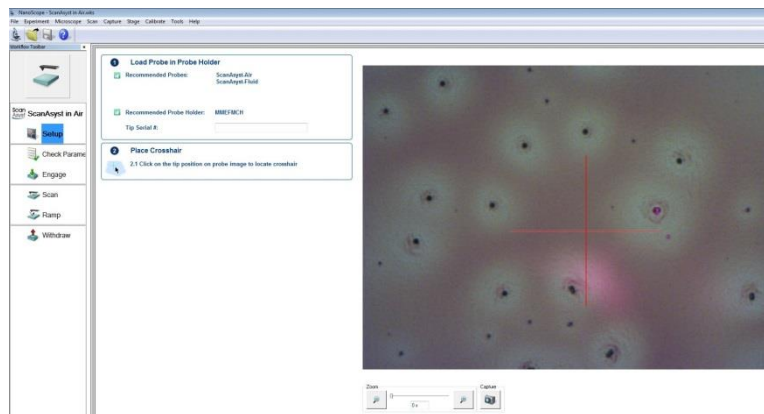 NanoScope - ScanAsyst in Air.wks
File Experiment Microscope Scan Capture Stage Calibrate Tools Help
Workflow Toolbar
ScanAsyst in Air
Setup
Check Parame
Engage
Scan
Ramp
Withdraw
1 Load Probe in Probe Holder
Recommended Probes: ScanAsyst-Air
ScanAsyst-Fluid
Recommended Probe Holder: MMEFMCH
Tip Serial #:
2 Place Crosshair
2.1 Click on the tip position on probe image to locate crosshair
Zoom
Capture